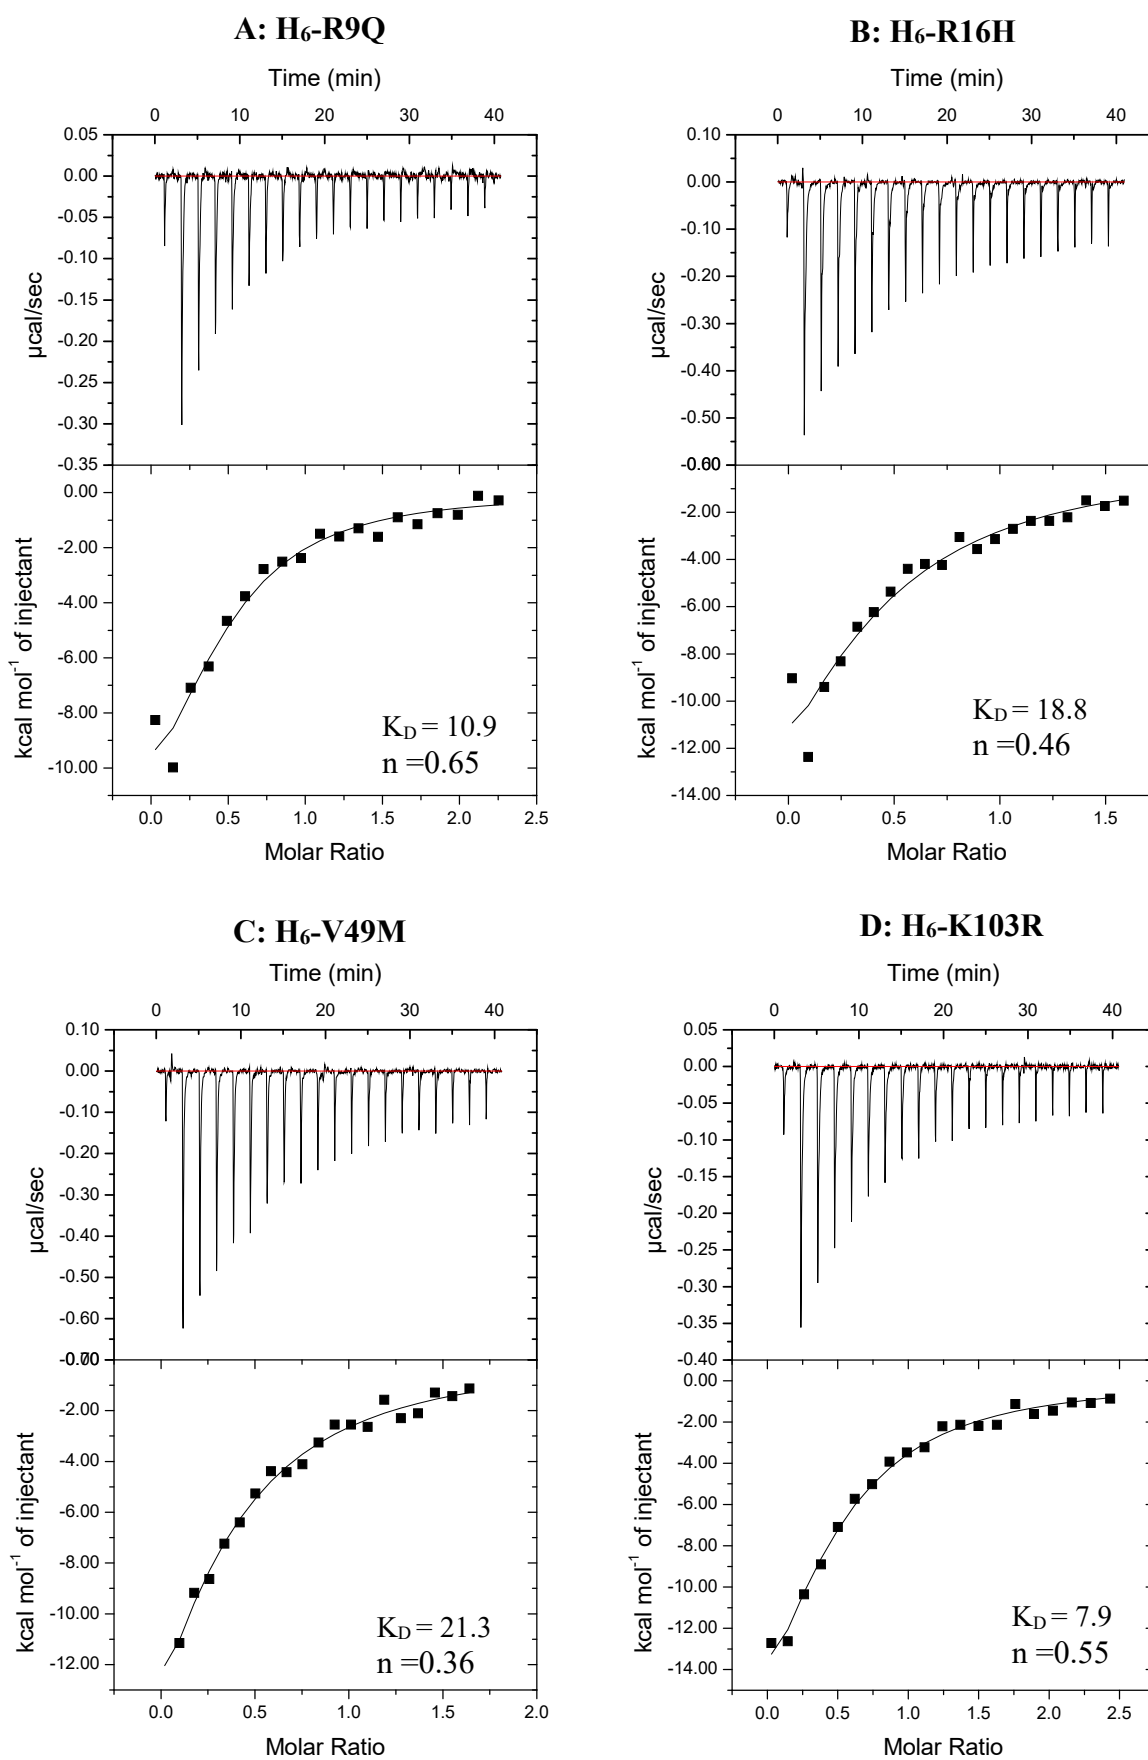 A: H₆-R9Q
Time (min)
0 10 20 30 40
0.05
0.00
-0.05
-0.10
-0.15
-0.20
-0.25
-0.30
-0.35
µcal/sec
0.00
-2.00
-4.00
-6.00
-8.00
-10.00
kcal mol⁻¹ of injectant
K_D = 10.9
n =0.65
0.0 0.5 1.0 1.5 2.0 2.5
Molar Ratio
B: H₆-R16H
Time (min)
0 10 20 30 40
0.10
0.00
-0.10
-0.20
-0.30
-0.40
-0.50
-0.60
µcal/sec
-2.00
-4.00
-6.00
-8.00
-10.00
-12.00
-14.00
kcal mol⁻¹ of injectant
K_D = 18.8
n =0.46
0.0 0.5 1.0 1.5
Molar Ratio
C: H₆-V49M
Time (min)
0 10 20 30 40
0.10
0.00
-0.10
-0.20
-0.30
-0.40
-0.50
-0.60
-0.70
µcal/sec
-2.00
-4.00
-6.00
-8.00
-10.00
-12.00
kcal mol⁻¹ of injectant
K_D = 21.3
n =0.36
0.0 0.5 1.0 1.5 2.0
Molar Ratio
D: H₆-K103R
Time (min)
0 10 20 30 40
0.05
0.00
-0.05
-0.10
-0.15
-0.20
-0.25
-0.30
-0.35
-0.40
µcal/sec
0.00
-2.00
-4.00
-6.00
-8.00
-10.00
-12.00
-14.00
kcal mol⁻¹ of injectant
K_D = 7.9
n =0.55
0.0 0.5 1.0 1.5 2.0 2.5
Molar Ratio